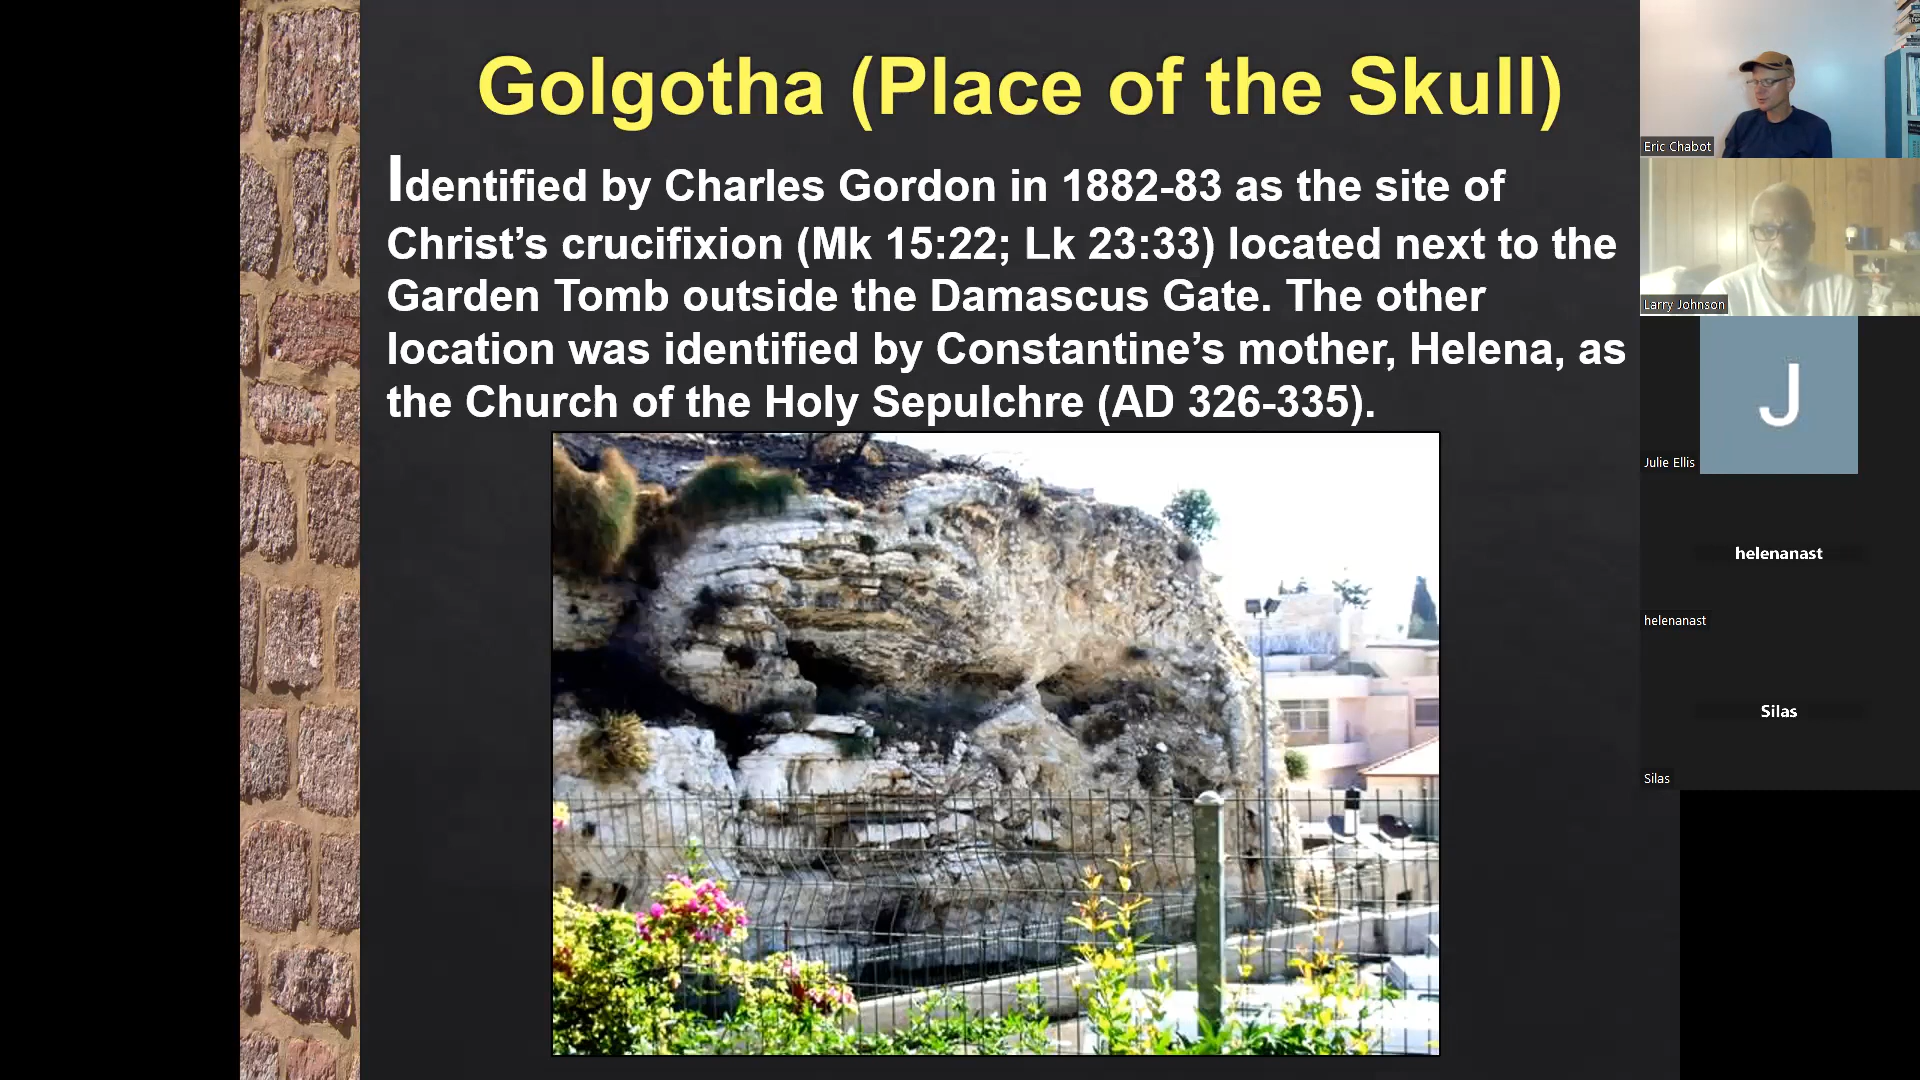 Golgotha (Place of the Skull)
Identified by Charles Gordon in 1882-83 as the site of
Christ’s crucifixion (Mk 15:22; Lk 23:33) located next to the
Garden Tomb outside the Damascus Gate. The other
location was identified by Constantine’s mother, Helena, as
the Church of the Holy Sepulchre (AD 326-335).
Eric Chabot
Larry Johnson
J
Julie Ellis
helenanast
helenanast
Silas
Silas